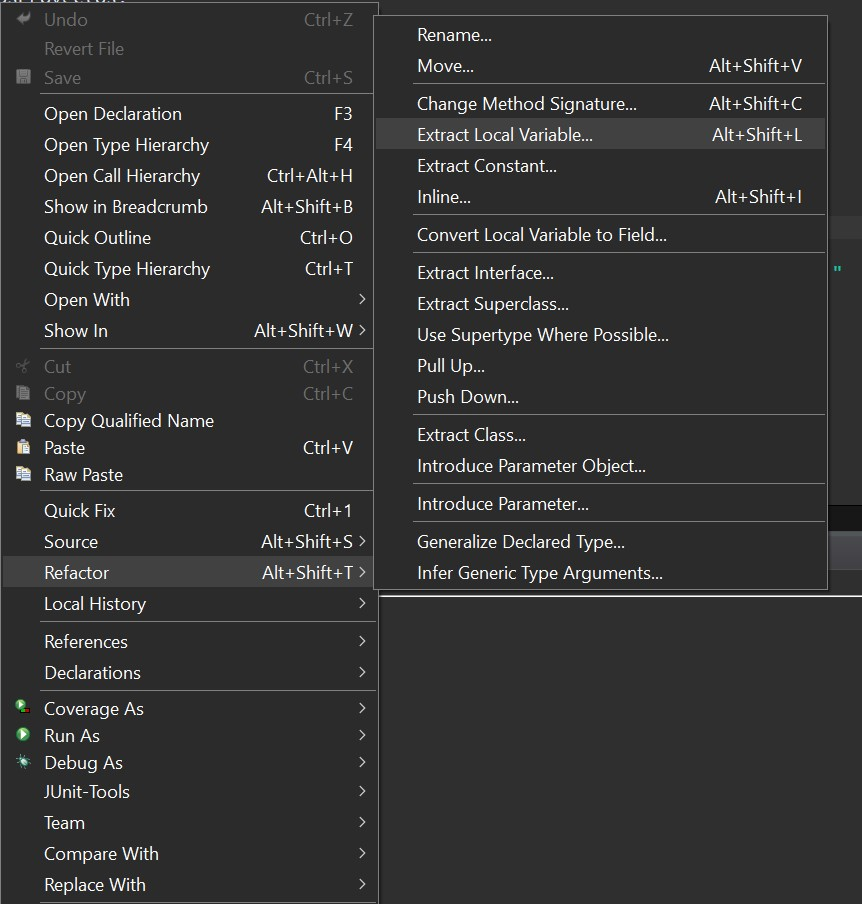 Undo Ctrl+Z
Revert File
Save Ctrl+S
Open Declaration F3
Open Type Hierarchy F4
Open Call Hierarchy Ctrl+Alt+H
Show in Breadcrumb Alt+Shift+B
Quick Outline Ctrl+O
Quick Type Hierarchy Ctrl+T
Open With
Show In Alt+Shift+W
Cut Ctrl+X
Copy Ctrl+C
Copy Qualified Name
Paste Ctrl+V
Raw Paste
Quick Fix Ctrl+1
Source Alt+Shift+S
Refactor Alt+Shift+T
Local History
References
Declarations
Coverage As
Run As
Debug As
JUnit-Tools
Team
Compare With
Replace With
Rename...
Move... Alt+Shift+V
Change Method Signature... Alt+Shift+C
Extract Local Variable... Alt+Shift+L
Extract Constant...
Inline... Alt+Shift+I
Convert Local Variable to Field...
Extract Interface...
Extract Superclass...
Use Supertype Where Possible...
Pull Up...
Push Down...
Extract Class...
Introduce Parameter Object...
Introduce Parameter...
Generalize Declared Type...
Infer Generic Type Arguments...
"